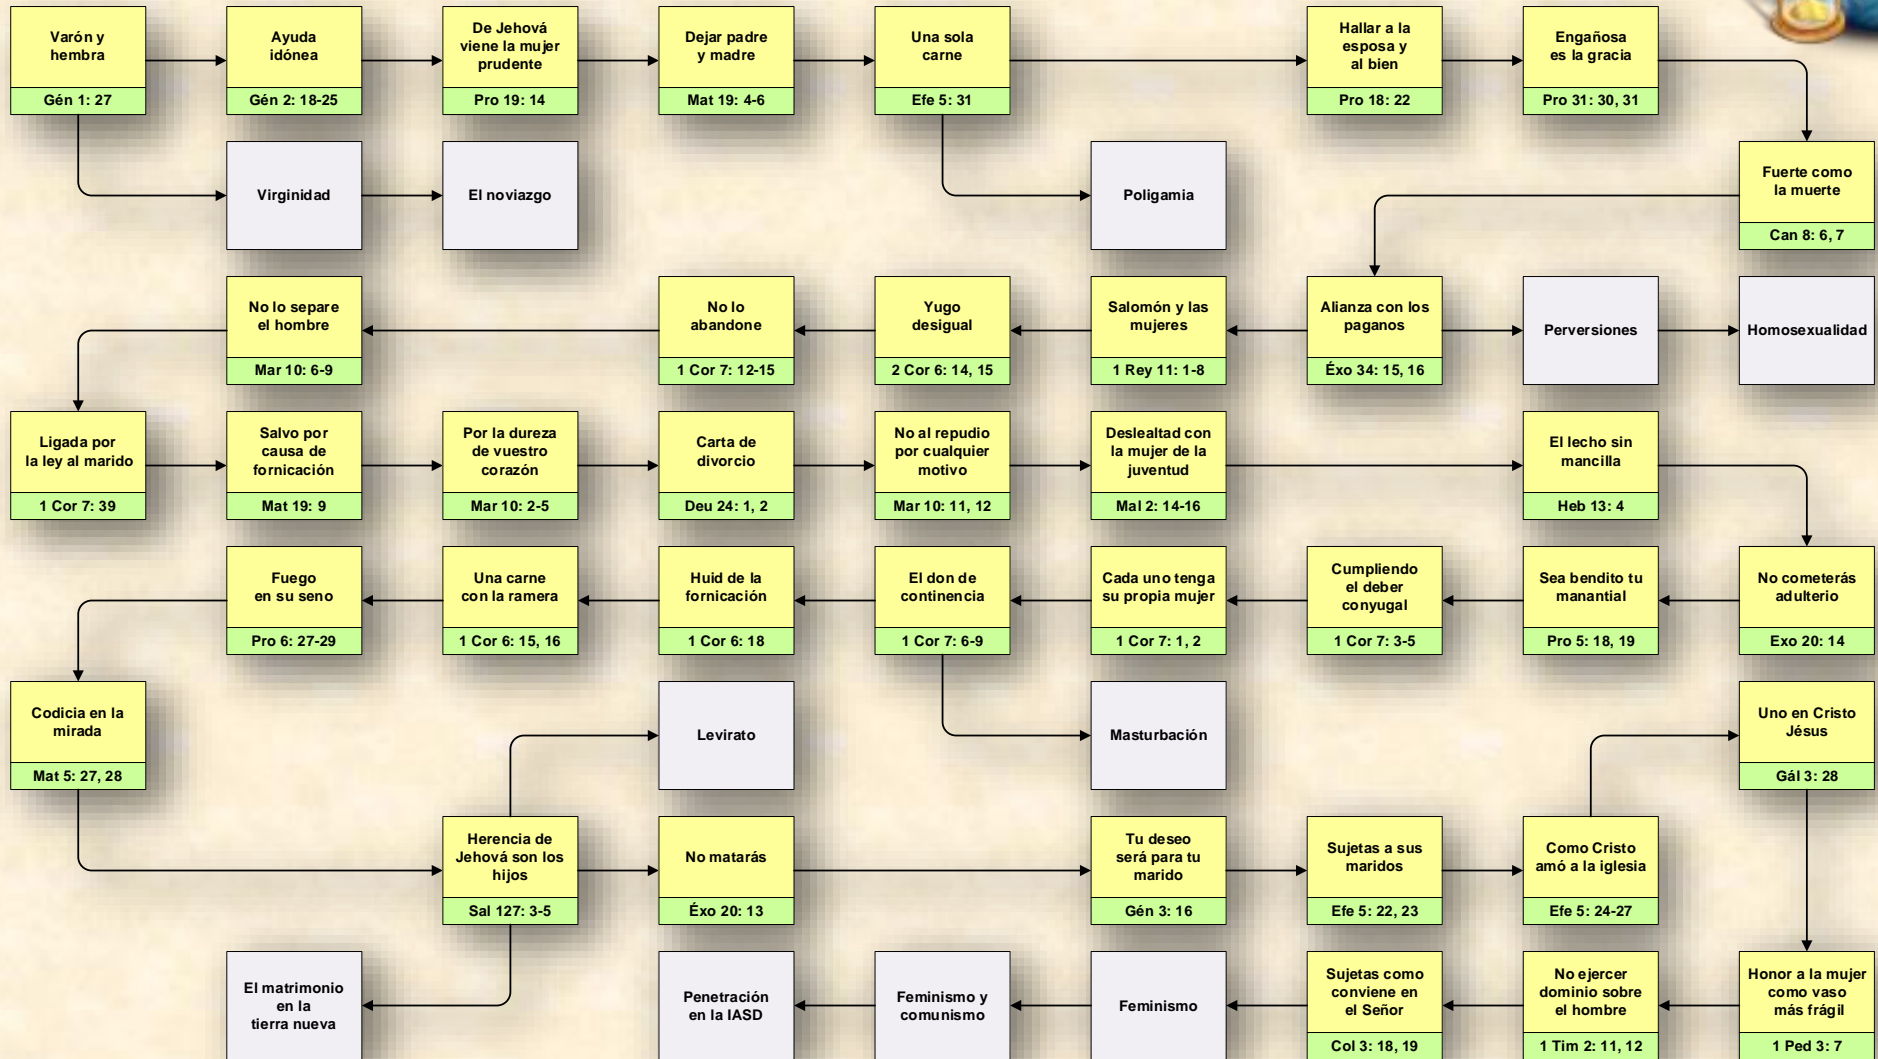 Varón y
hembra
Gén 1: 27
Ayuda
idónea
Gén 2: 18-25
De Jehová
viene la mujer
prudente
Pro 19: 14
Dejar padre
y madre
Mat 19: 4-6
Una sola
carne
Efe 5: 31
Hallar a la
esposa y
al bien
Pro 18: 22
Engañosa
es la gracia
Pro 31: 30, 31
Virginidad
El noviazgo
Poligamia
Fuerte como
la muerte
Can 8: 6, 7
No lo separe
el hombre
Mar 10: 6-9
No lo
abandone
1 Cor 7: 12-15
Yugo
desigual
2 Cor 6: 14, 15
Salomón y las
mujeres
1 Rey 11: 1-8
Alianza con los
paganos
Éxo 34: 15, 16
Perversiones
Homosexualidad
Ligada por
la ley al marido
1 Cor 7: 39
Salvo por
causa de
fornicación
Mat 19: 9
Por la dureza
de vuestro
corazón
Mar 10: 2-5
Carta de
divorcio
Deu 24: 1, 2
No al repudio
por cualquier
motivo
Mar 10: 11, 12
Deslealtad con
la mujer de la
juventud
Mal 2: 14-16
El lecho sin
mancilla
Heb 13: 4
Fuego
en su seno
Pro 6: 27-29
Una carne
con la ramera
1 Cor 6: 15, 16
Huid de la
fornicación
1 Cor 6: 18
El don de
continencia
1 Cor 7: 6-9
Cada uno tenga
su propia mujer
1 Cor 7: 1, 2
Cumpliendo
el deber
conyugal
1 Cor 7: 3-5
Sea bendito tu
manantial
Pro 5: 18, 19
No cometerás
adulterio
Exo 20: 14
Codicia en la
mirada
Mat 5: 27, 28
Levirato
Masturbación
Uno en Cristo
Jésus
Gál 3: 28
Herencia de
Jehová son los
hijos
Sal 127: 3-5
No matarás
Éxo 20: 13
Tu deseo
será para tu
marido
Gén 3: 16
Sujetas a sus
maridos
Efe 5: 22, 23
Como Cristo
amó a la iglesia
Efe 5: 24-27
El matrimonio
en la
tierra nueva
Penetración
en la IASD
Feminismo y
comunismo
Feminismo
Sujetas como
conviene en
el Señor
Col 3: 18, 19
No ejercer
dominio sobre
el hombre
1 Tim 2: 11, 12
Honor a la mujer
como vaso
más frágil
1 Ped 3: 7